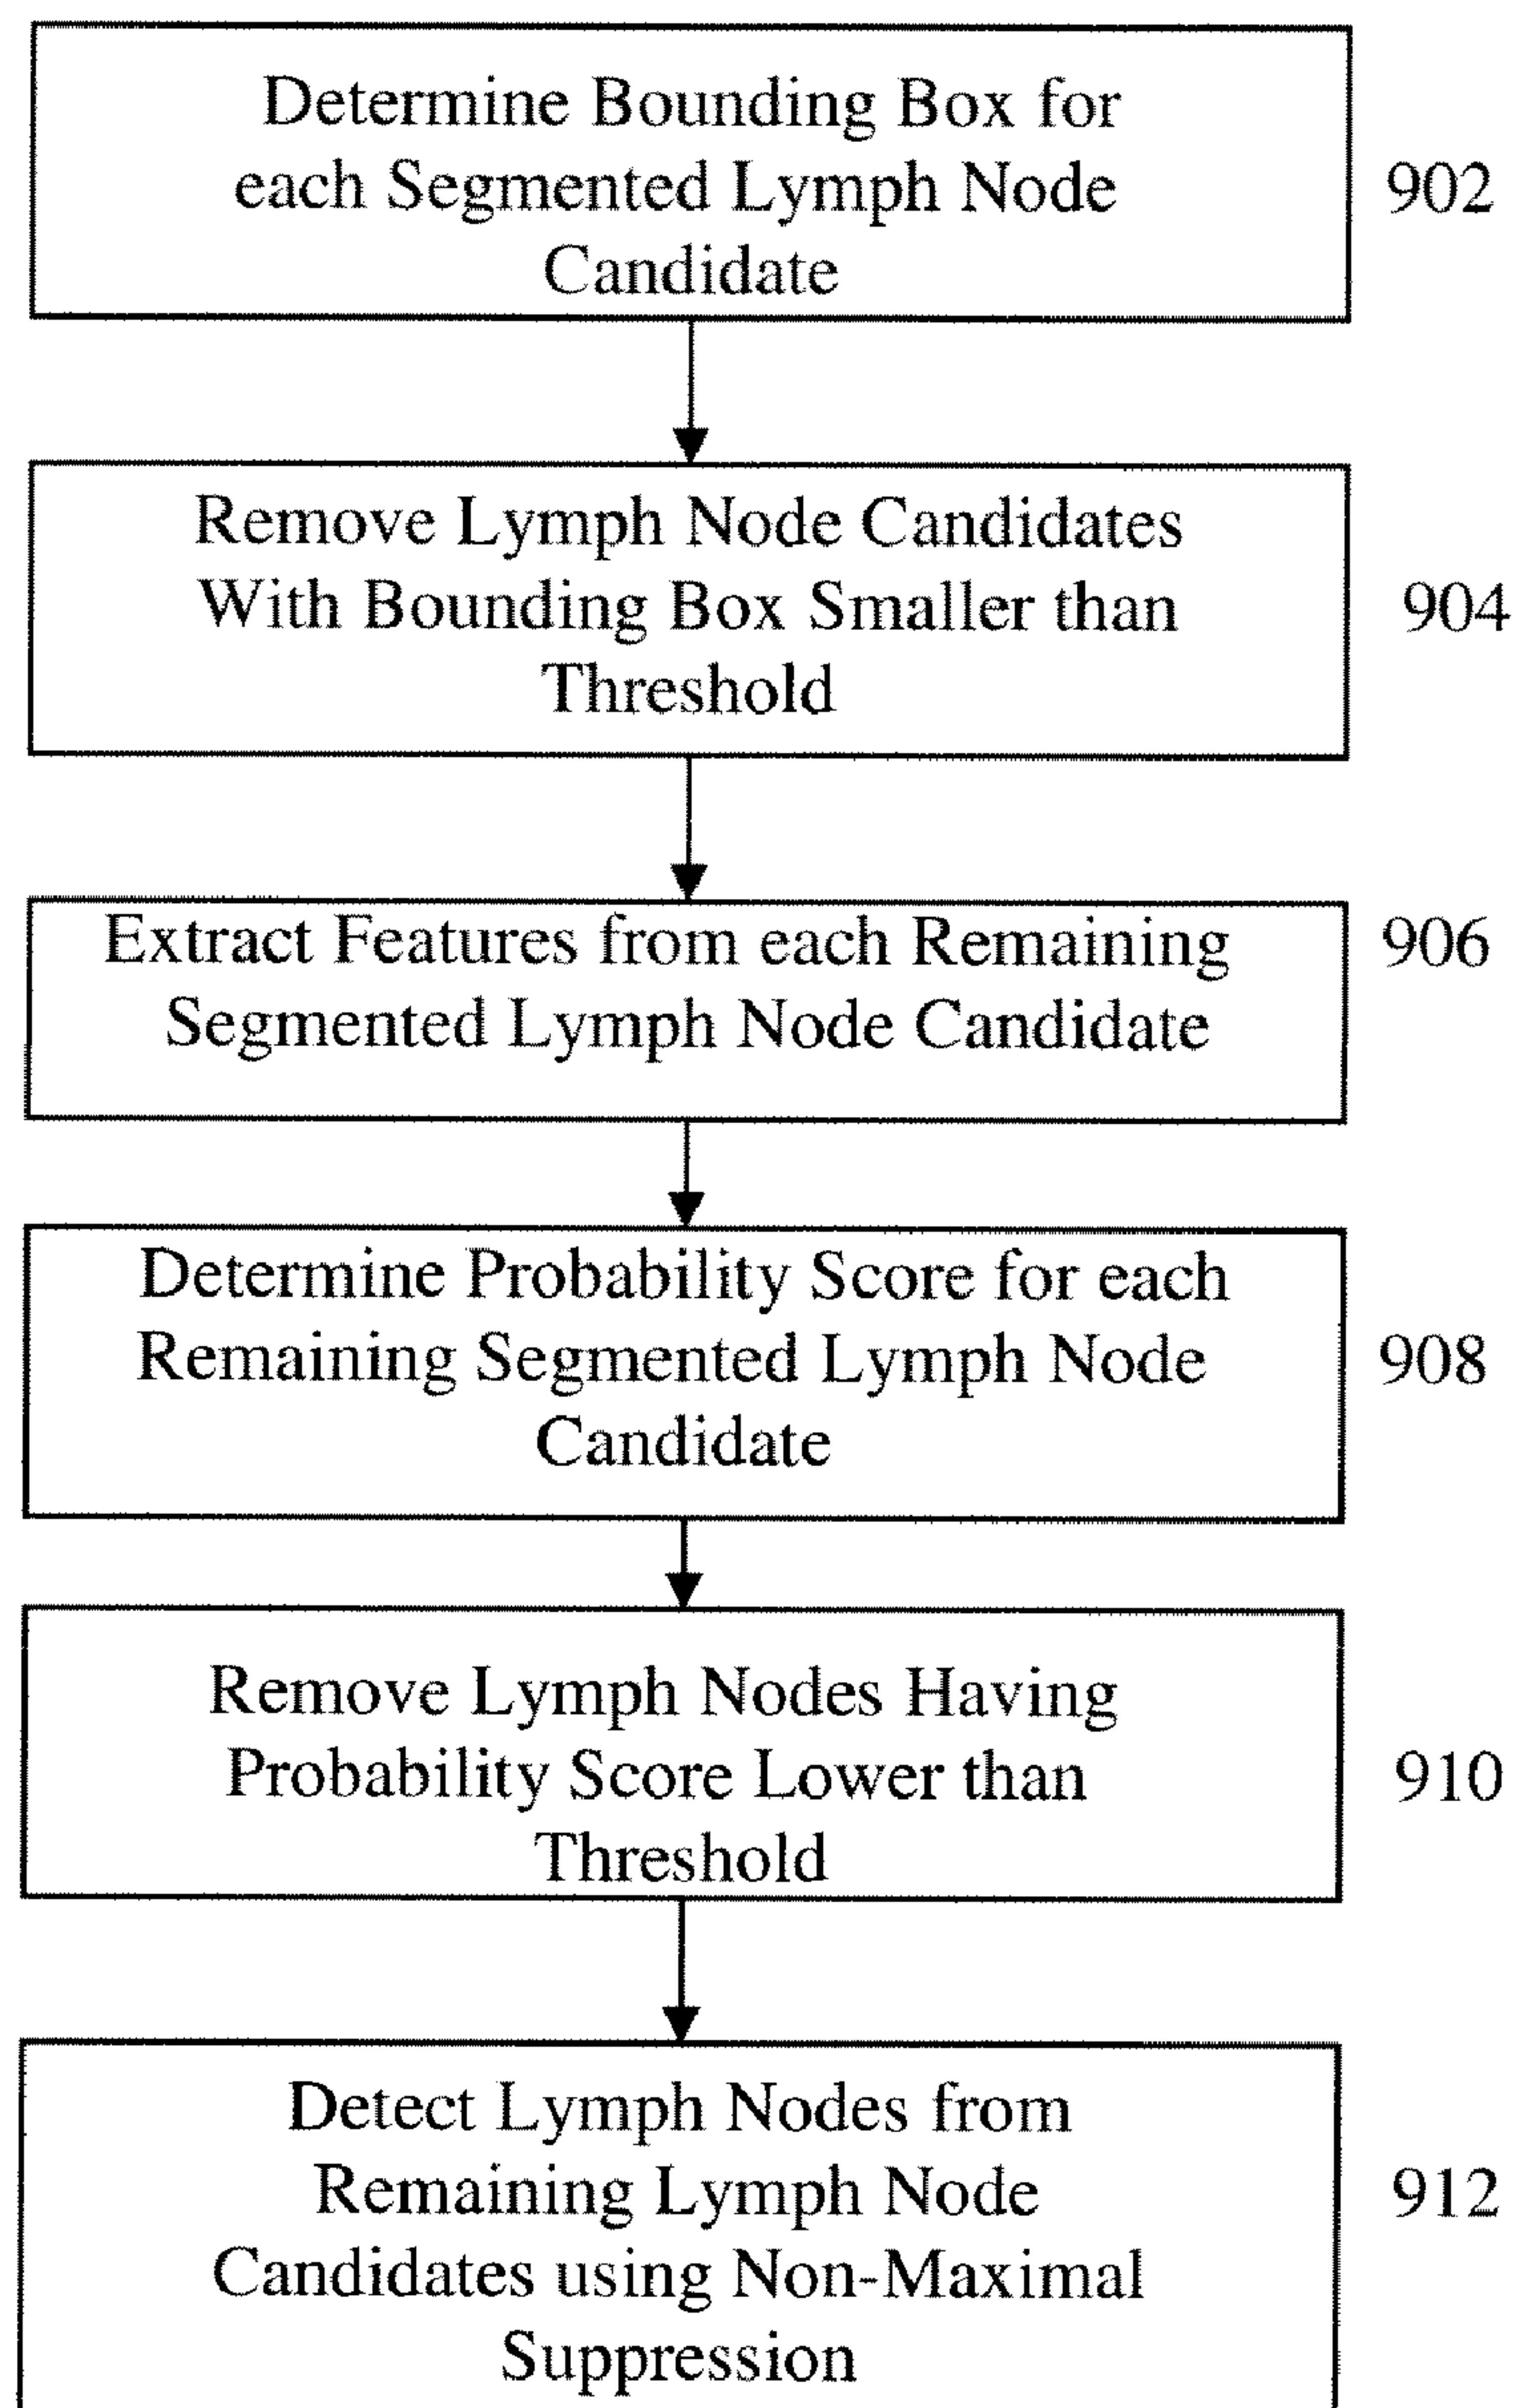 Determine Bounding Box for
each Segmented Lymph Node
Candidate
902
Remove Lymph Node Candidates
With Bounding Box Smaller than
Threshold
904
Extract Features from each Remaining
Segmented Lymph Node Candidate
906
Determine Probability Score for each
Remaining Segmented Lymph Node
Candidate
908
Remove Lymph Nodes Having
Probability Score Lower than
Threshold
910
Detect Lymph Nodes from
Remaining Lymph Node
Candidates using Non-Maximal
Suppression
912